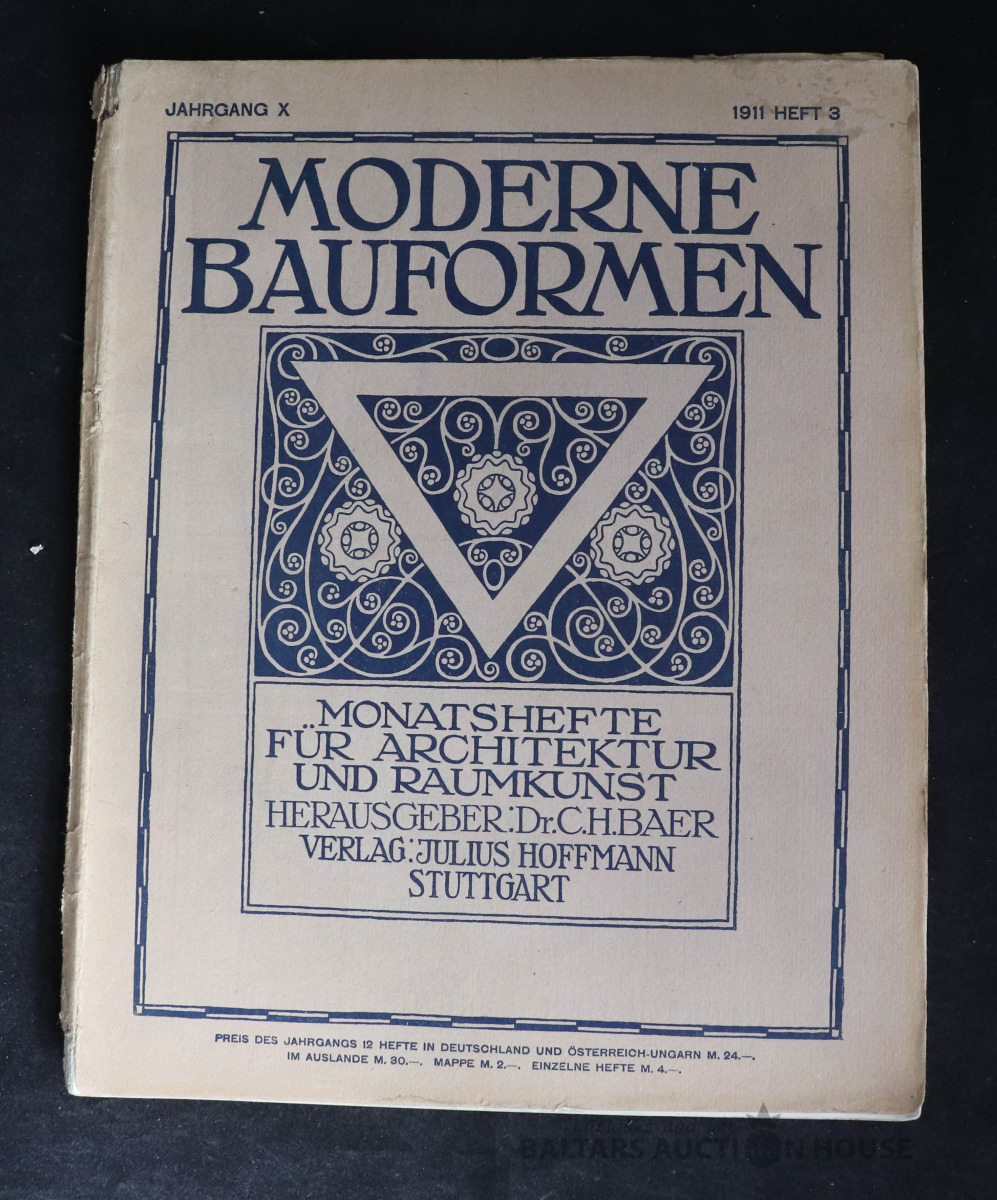 JAHRGANG X
1911 HEFT 3
MODERNE
BAUFORMEN
MONATSHEFTE
FÜR ARCHITEKTUR
UND RAUMKUNST
HERAUSGEBER: Dr. C. H. BAER
VERLAG: JULIUS HOFFMANN
STUTTGART
PREIS DES JAHRGANGS 12 HEFTE IN DEUTSCHLAND UND ÖSTERREICH-UNGARN M. 24.—.
IM AUSLANDE M. 30.—. MAPPE M. 2.—. EINZELNE HEFTE M. 4.—.
BALTARS AUCTION HOUSE